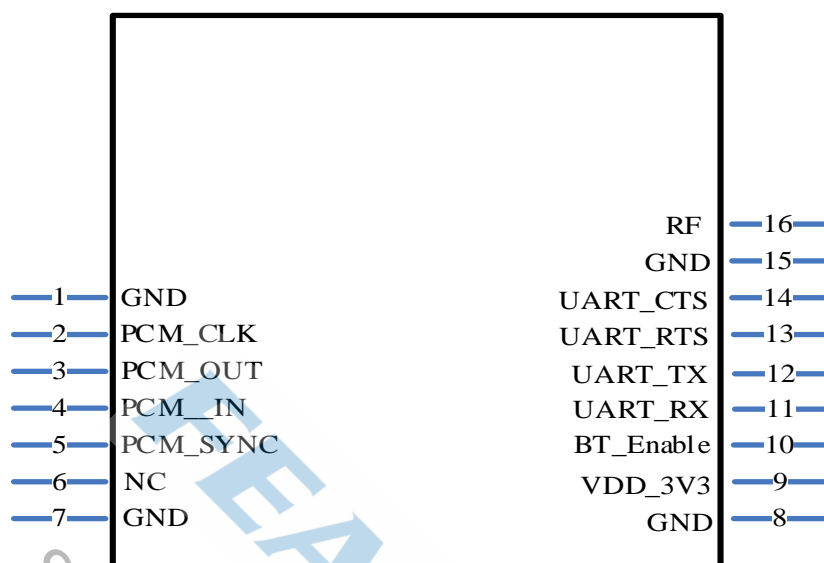 RF 16
GND 15
1 GND UART_CTS 14
2 PCM_CLK UART_RTS 13
3 PCM_OUT UART_TX 12
4 PCM__IN UART_RX 11
5 PCM_SYNC BT_Enable 10
6 NC VDD_3V3 9
7 GND GND 8
FEA